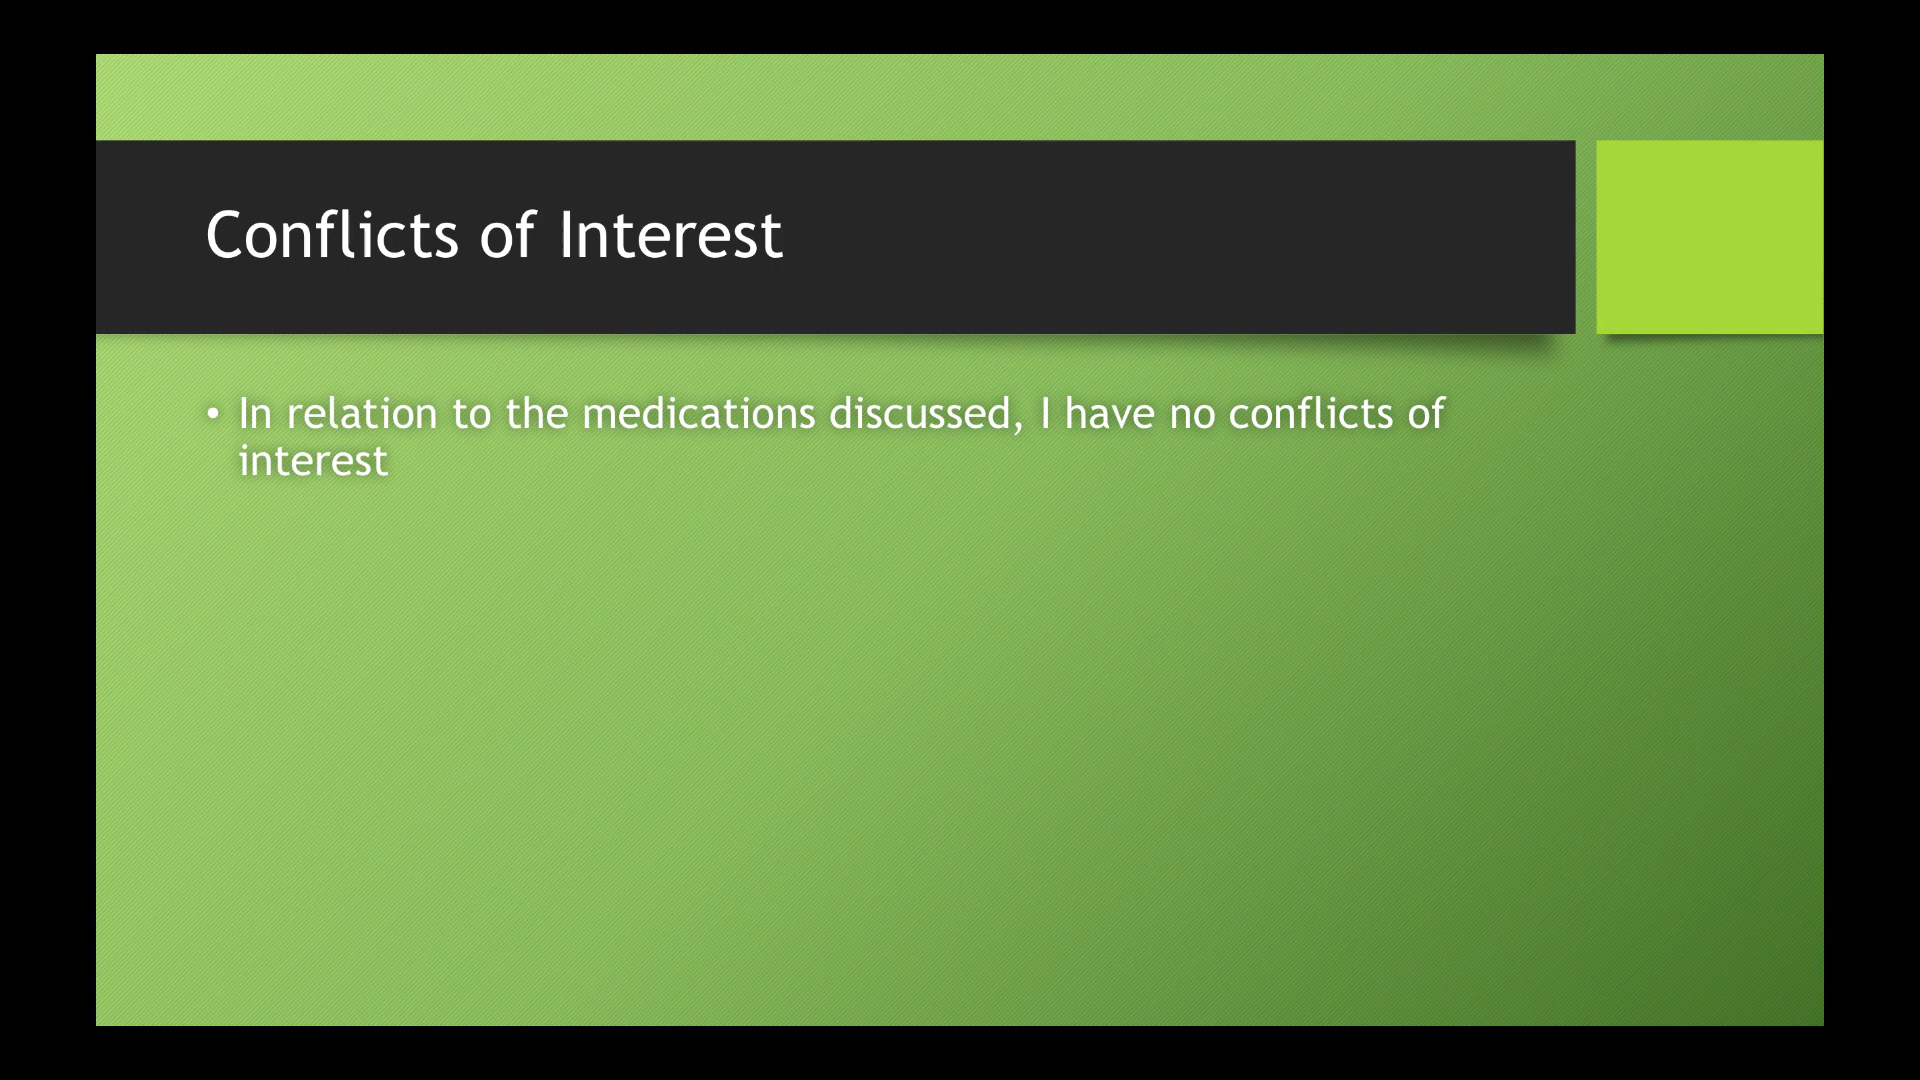 Conflicts of Interest
• In relation to the medications discussed, I have no conflicts of
interest